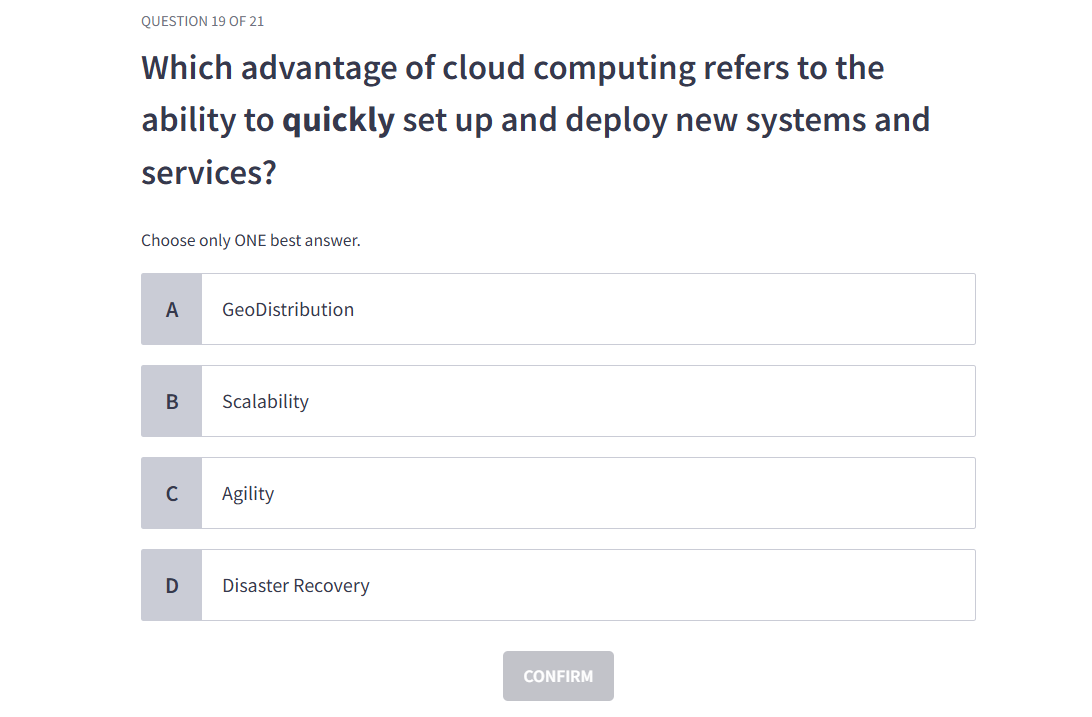 QUESTION 19 OF 21
Which advantage of cloud computing refers to the
ability to quickly set up and deploy new systems and
services?
Choose only ONE best answer.
A GeoDistribution
B Scalability
C Agility
D Disaster Recovery
CONFIRM